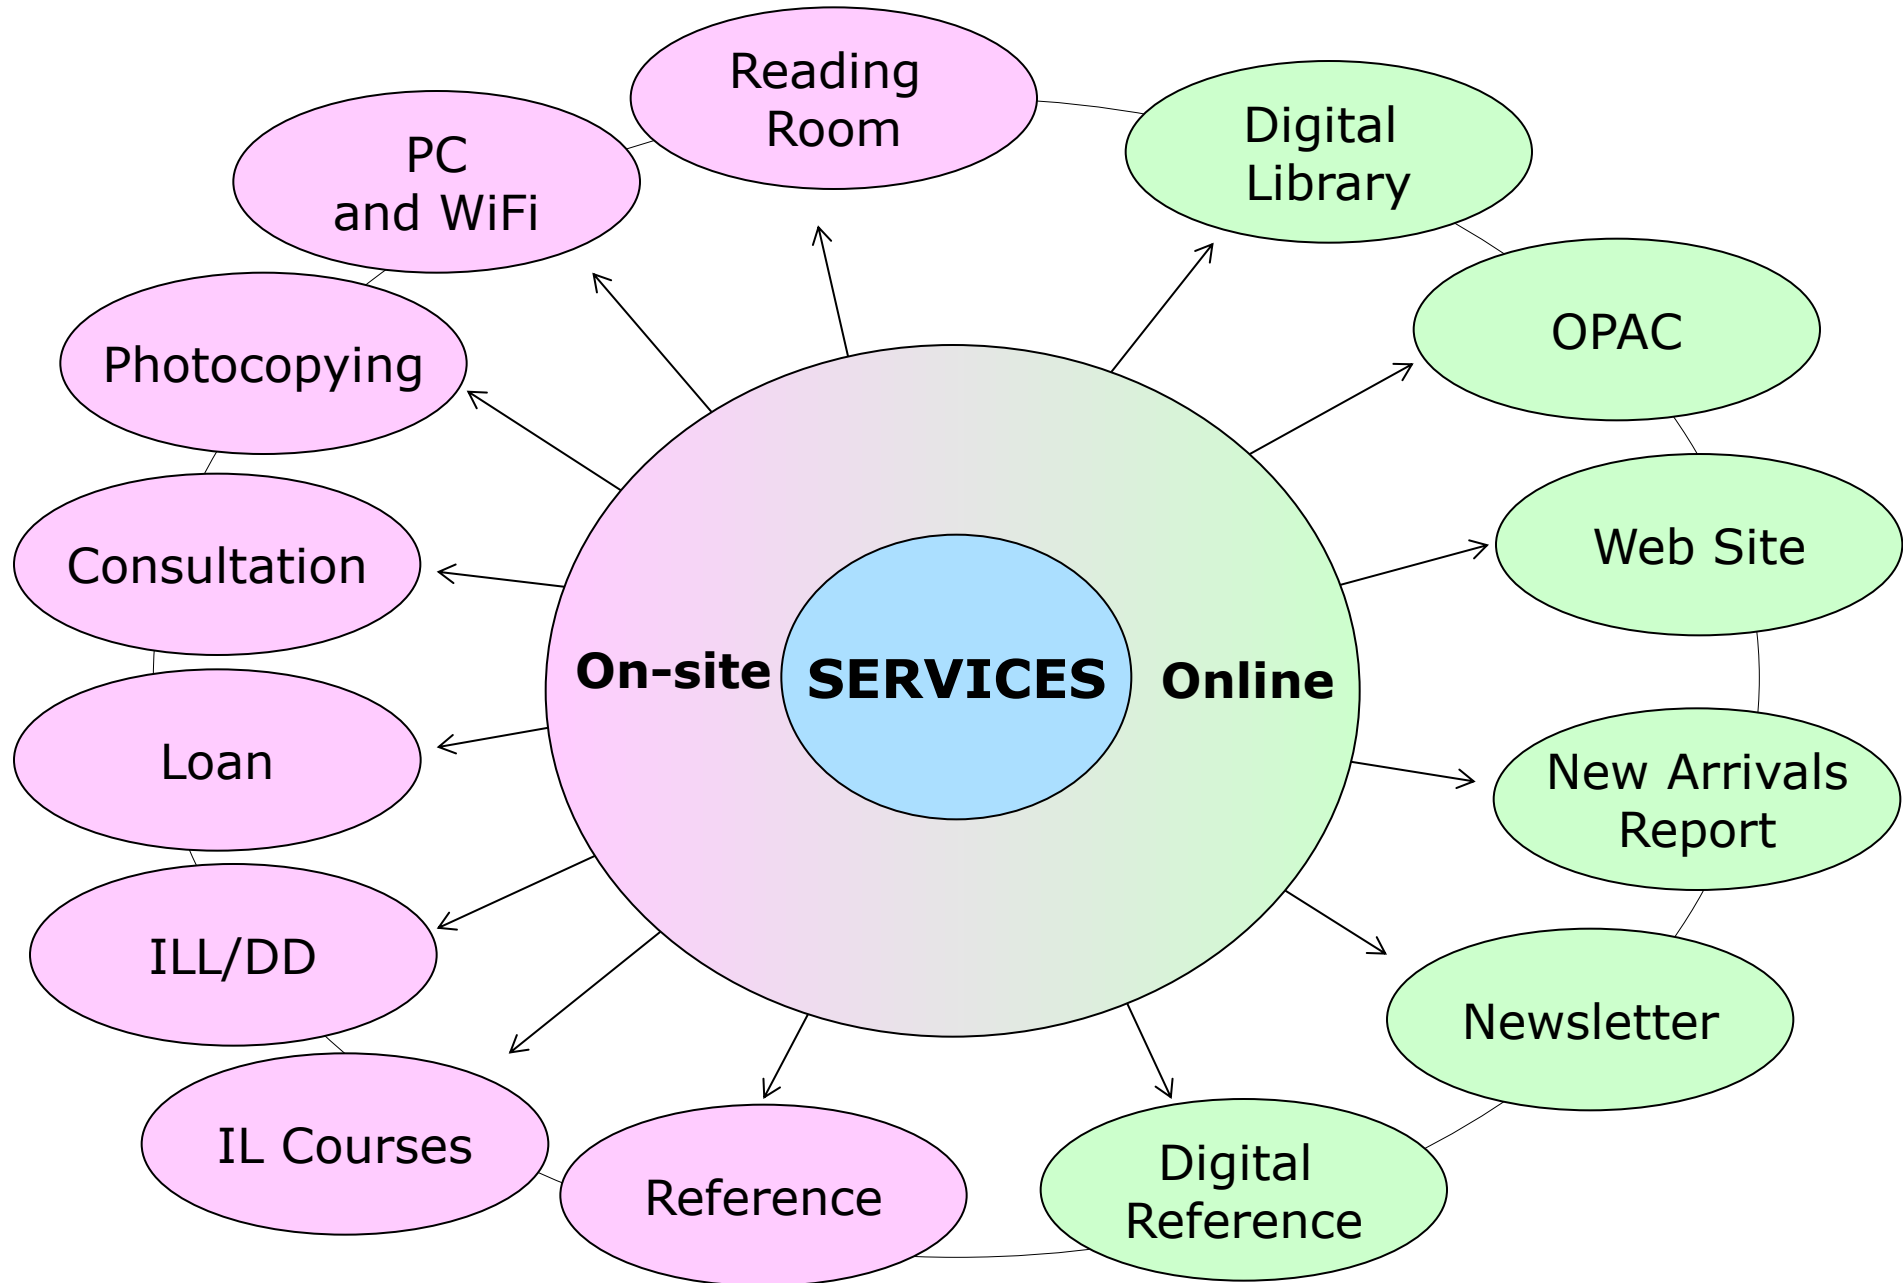 Reading
Room
PC
and WiFi
Digital
Library
Photocopying
OPAC
Consultation
Web Site
On-site
SERVICES
Online
Loan
New Arrivals
Report
ILL/DD
Newsletter
IL Courses
Reference
Digital
Reference